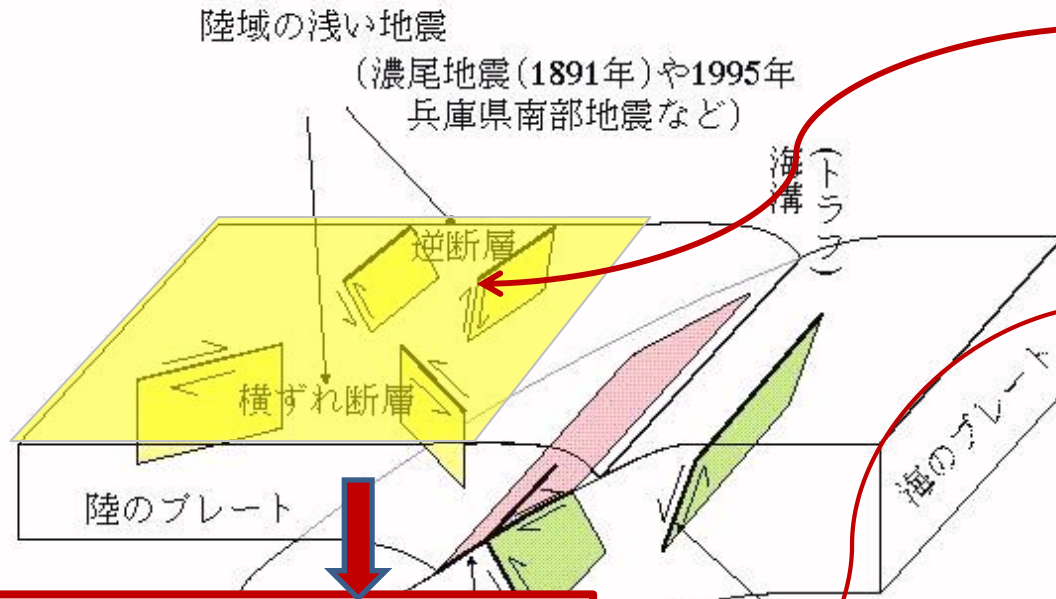 陸域の浅い地震
(濃尾地震(1891年)や1995年
兵庫県南部地震など)
海溝
(トラフ)
逆断層
横ずれ断層
陸のプレート
海のプレート